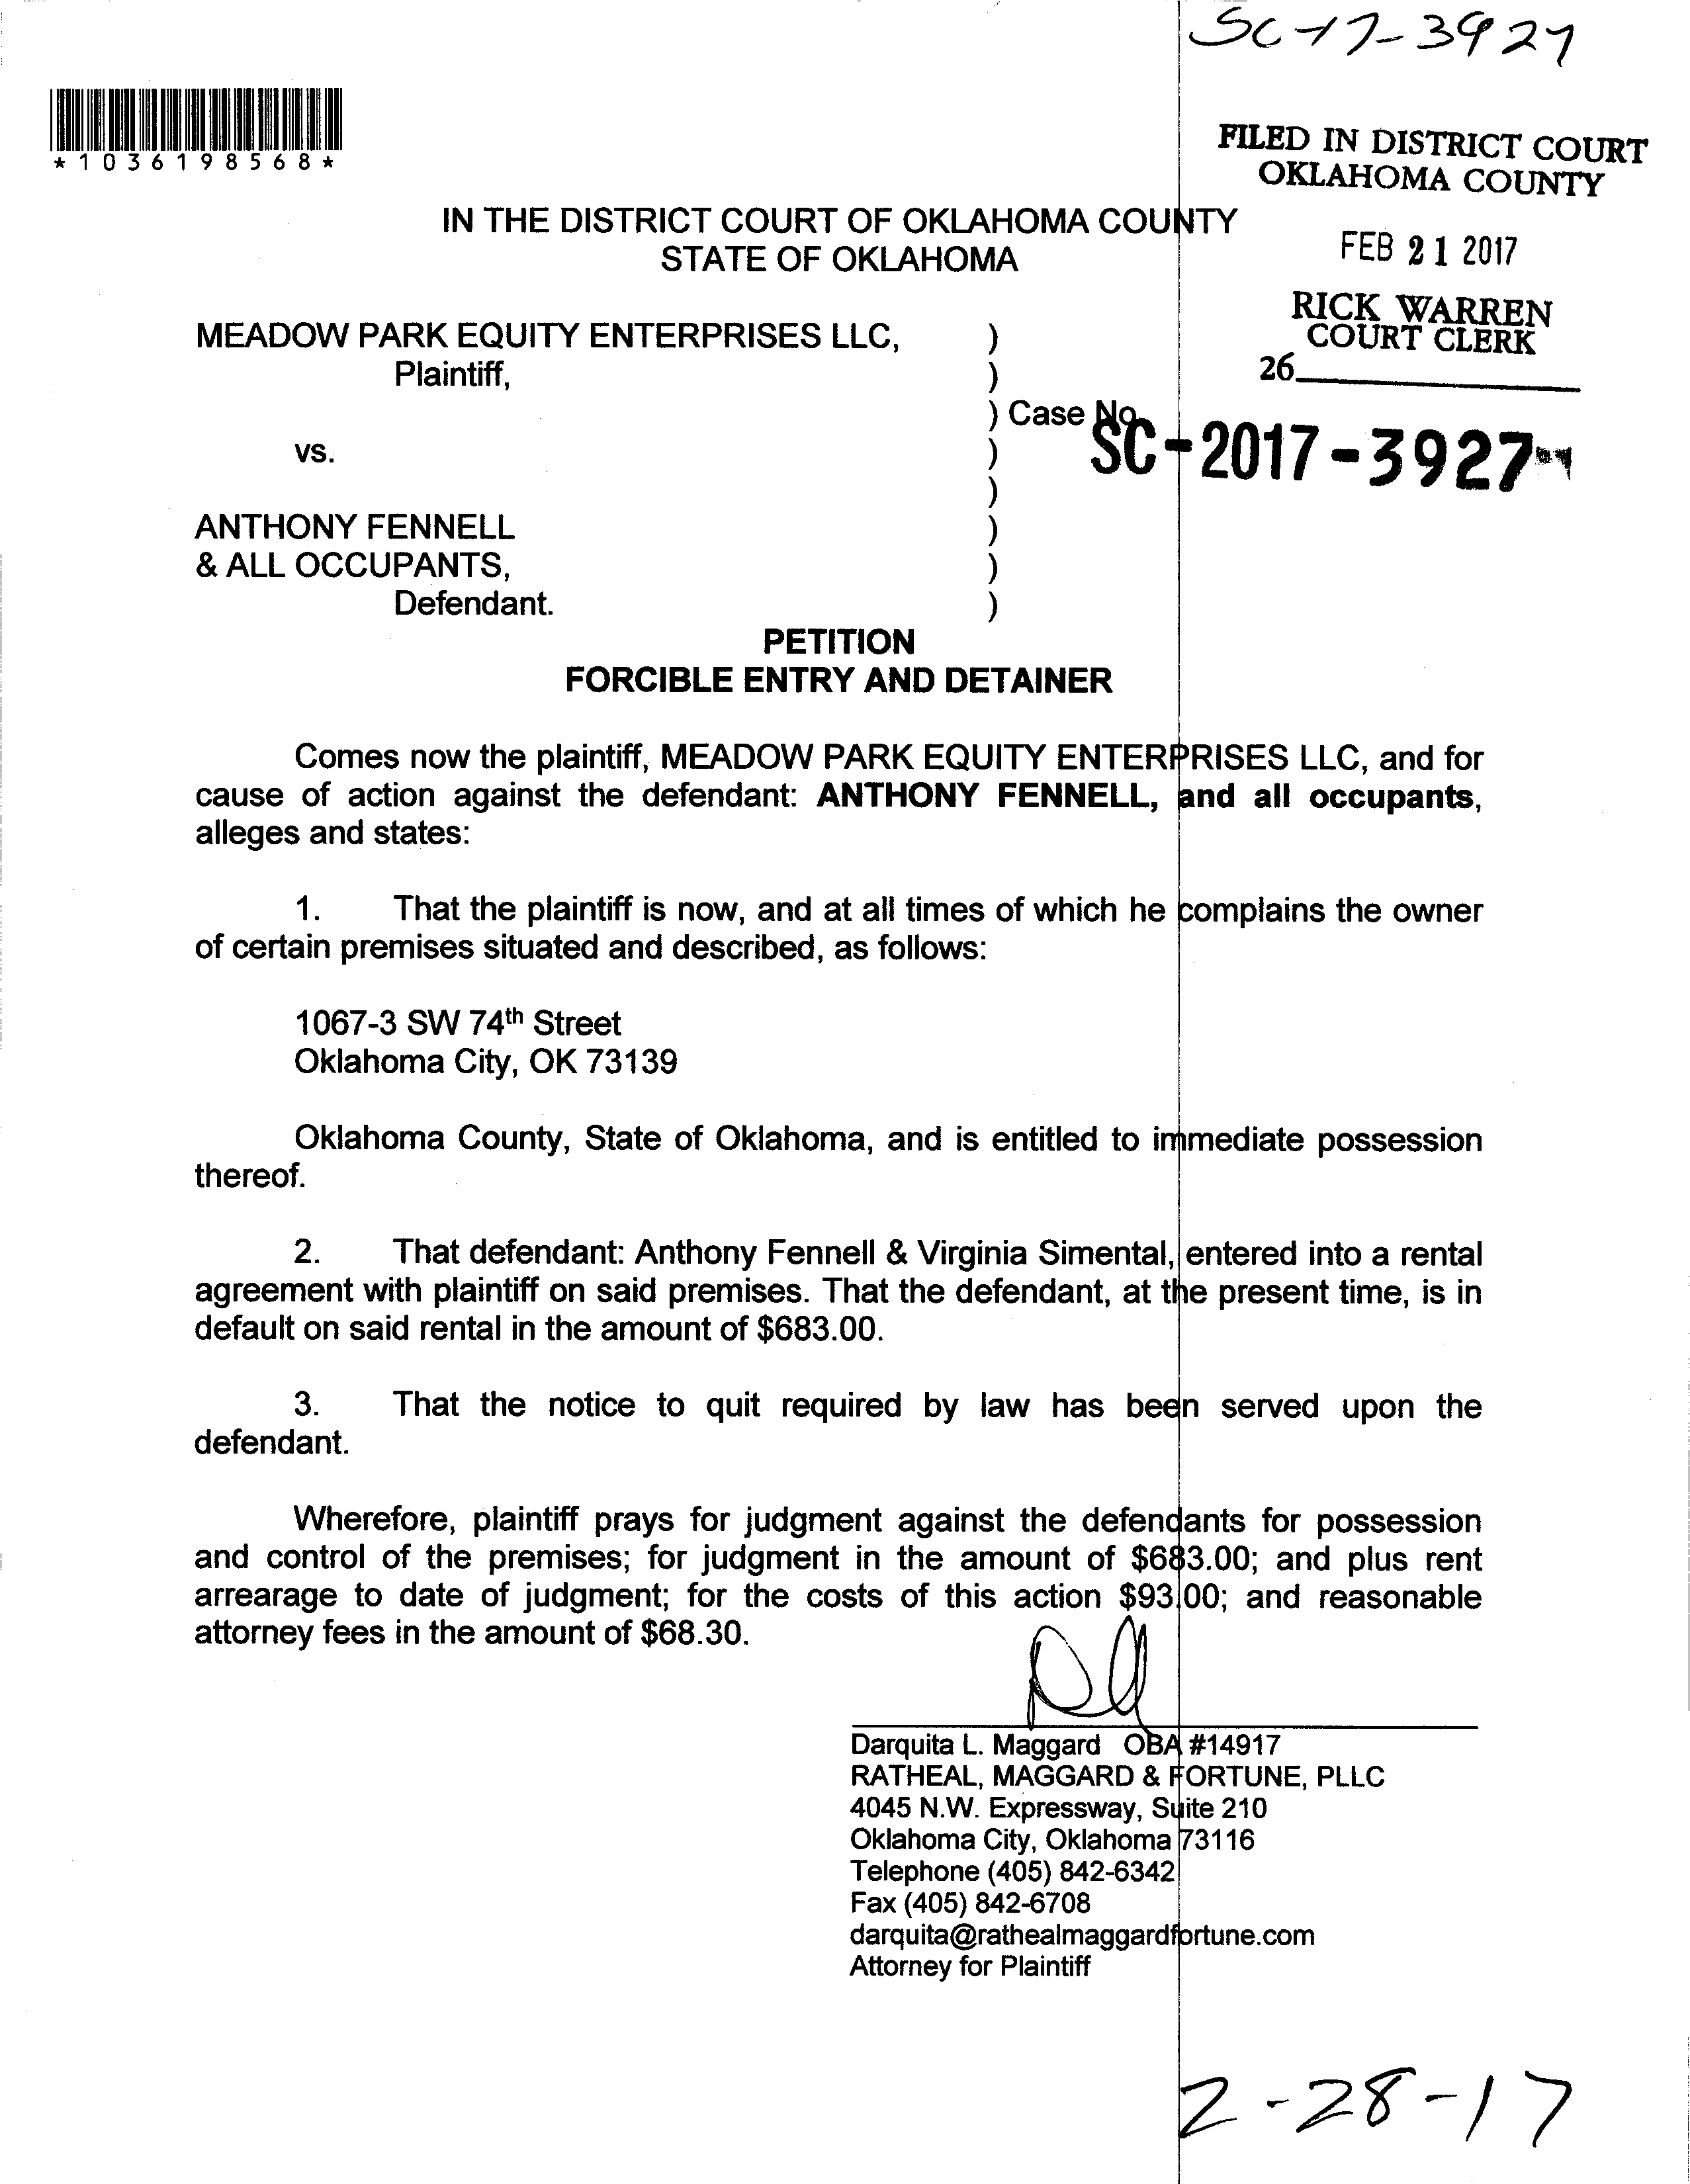 SC-17-3927
*1036198568*
FILED IN DISTRICT COURT
OKLAHOMA COUNTY
IN THE DISTRICT COURT OF OKLAHOMA COUNTY
STATE OF OKLAHOMA
FEB 21 2017
RICK WARREN
COURT CLERK
26
MEADOW PARK EQUITY ENTERPRISES LLC, )
Plaintiff, )
) Case No.
SC-2017-3927
vs. )
)
ANTHONY FENNELL )
& ALL OCCUPANTS, )
Defendant. )
PETITION
FORCIBLE ENTRY AND DETAINER
Comes now the plaintiff, MEADOW PARK EQUITY ENTERPRISES LLC, and for
cause of action against the defendant: ANTHONY FENNELL, and all occupants,
alleges and states:
1. That the plaintiff is now, and at all times of which he complains the owner
of certain premises situated and described, as follows:
1067-3 SW 74th Street
Oklahoma City, OK 73139
Oklahoma County, State of Oklahoma, and is entitled to immediate possession
thereof.
2. That defendant: Anthony Fennell & Virginia Simental, entered into a rental
agreement with plaintiff on said premises. That the defendant, at the present time, is in
default on said rental in the amount of $683.00.
3. That the notice to quit required by law has been served upon the
defendant.
Wherefore, plaintiff prays for judgment against the defendants for possession
and control of the premises; for judgment in the amount of $683.00; and plus rent
arrearage to date of judgment; for the costs of this action $93.00; and reasonable
attorney fees in the amount of $68.30.
Darquita L. Maggard OBA #14917
RATHEAL, MAGGARD & FORTUNE, PLLC
4045 N.W. Expressway, Suite 210
Oklahoma City, Oklahoma 73116
Telephone (405) 842-6342
Fax (405) 842-6708
darquita@rathealmaggardfortune.com
Attorney for Plaintiff
2-28-17